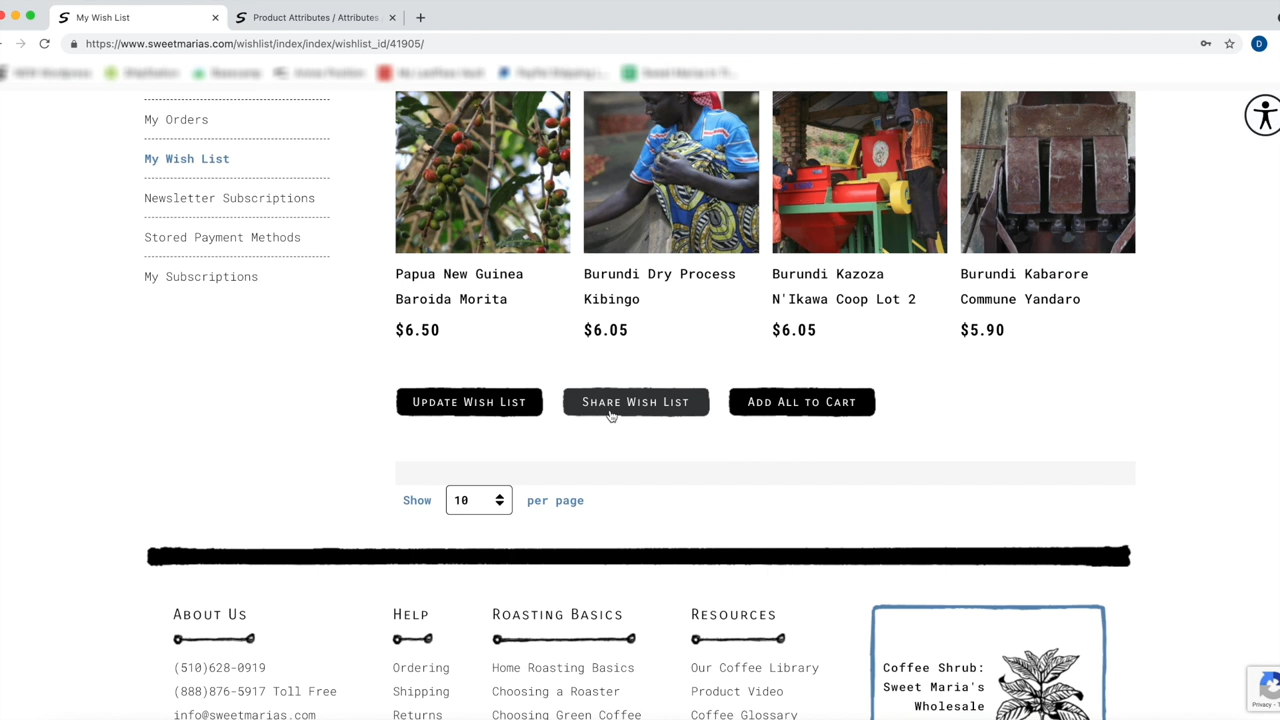 My Wish List
Product Attributes / Attributes
https://www.sweetmarias.com/wishlist/index/index/wishlist_id/41905/
D
My Orders
My Wish List
Newsletter Subscriptions
Stored Payment Methods
My Subscriptions
Papua New Guinea
Baroida Morita
$6.50
Burundi Dry Process
Kibingo
$6.05
Burundi Kazoza
N'Ikawa Coop Lot 2
$6.05
Burundi Kabarore
Commune Yandaro
$5.90
Update Wish List
Share Wish List
Add All to Cart
Show 10 per page
About Us
(510)628-0919
(888)876-5917 Toll Free
info@sweetmarias.com
Help
Ordering
Shipping
Returns
Roasting Basics
Home Roasting Basics
Choosing a Roaster
Choosing Green Coffee
Resources
Our Coffee Library
Product Video
Coffee Glossary
Coffee Shrub:
Sweet Maria's
Wholesale
Privacy